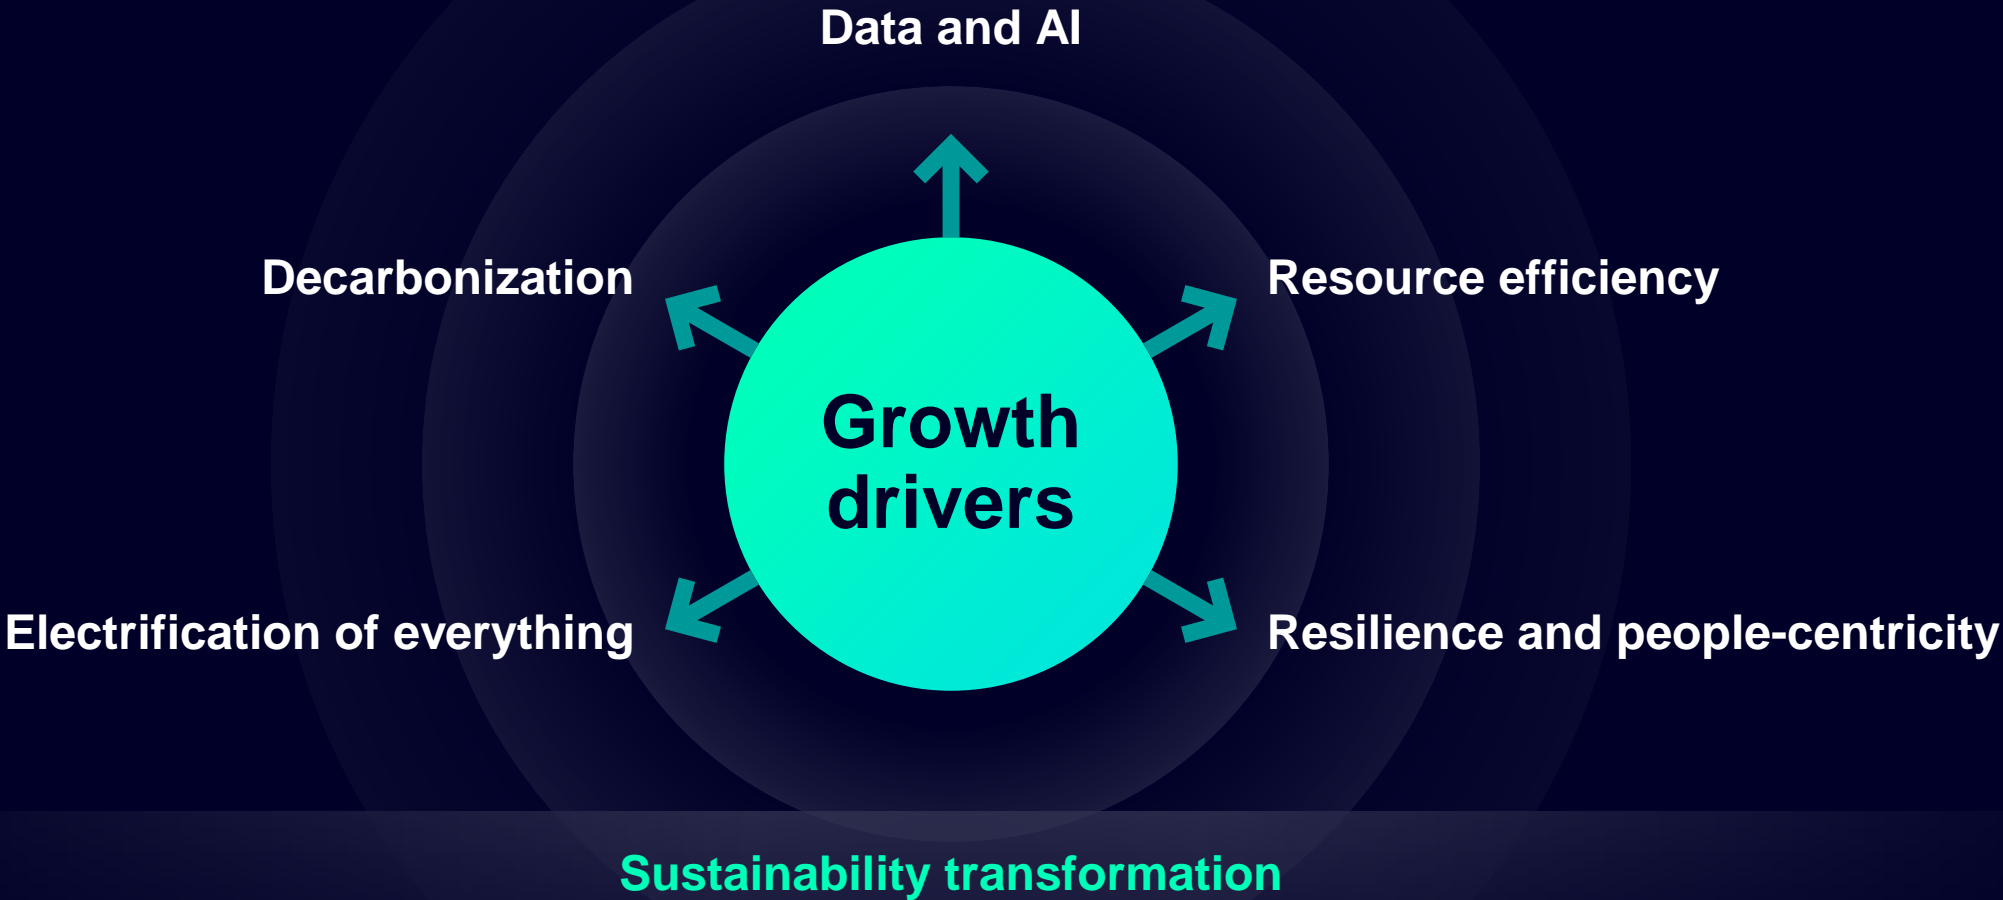 Data and AI
Decarbonization
Resource efficiency
Growth
drivers
Electrification of everything
Resilience and people-centricity
Sustainability transformation